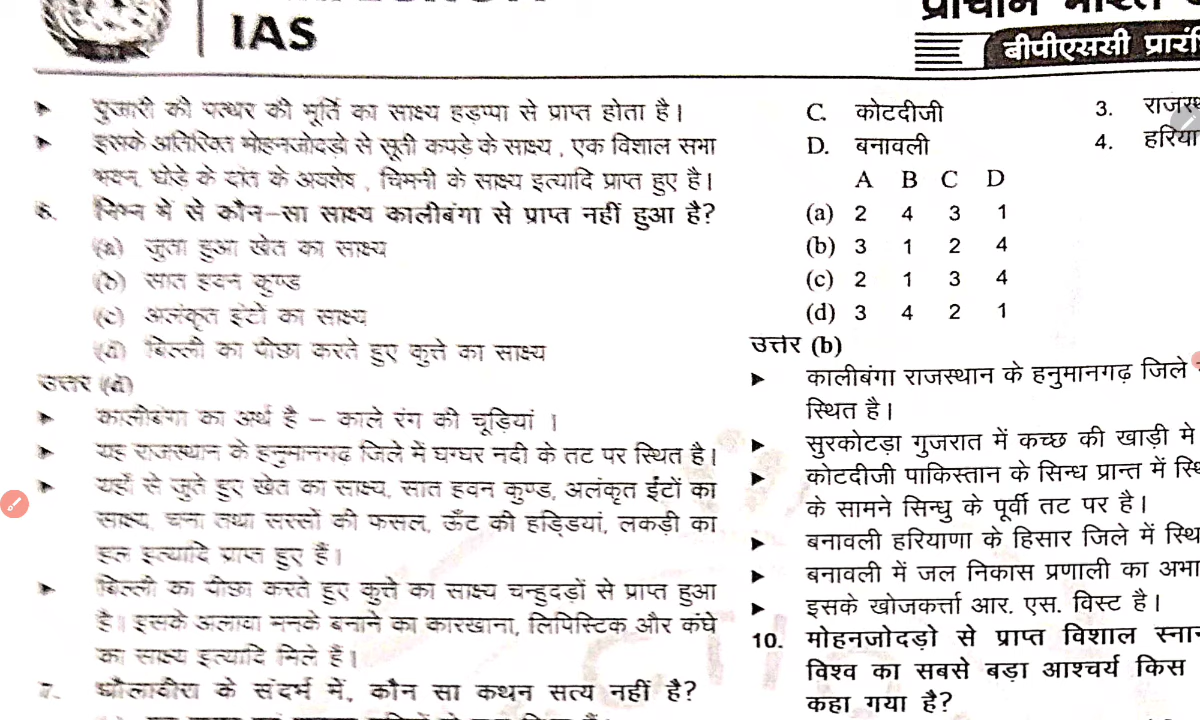 IAS
प्राचीन भारत
बीपीएससी प्रारं
पुजारी की पत्थर की मूर्ति का साक्ष्य हड़प्पा से प्राप्त होता है।
इसके अतिरिक्त मोहनजोदड़ो से सूती कपड़े के साक्ष्य , एक विशाल सभा
भवन, घोडे के दांत के अवशेष , चिमनी के साक्ष्य इत्यादि प्राप्त हुए है।
6. निम्न में से कौन-सा साक्ष्य कालीबंगा से प्राप्त नहीं हुआ है?
(a) जुता हुआ खेत का साक्ष्य
(b) सात हवन कुण्ड
(c) अलंकृत इंटों का साक्ष्य
(d) बिल्ली का पीछा करते हुए कुत्ते का साक्ष्य
उत्तर (d)
कालीबंगा का अर्थ है – काले रंग की चूड़ियां ।
यह राजस्थान के हनुमानगढ जिले में घग्घर नदी के तट पर स्थित है।
यहाँ से जुते हुए खेत का साक्ष्य, सात हवन कुण्ड, अलंकृत ईंटों का
साक्ष्य, चना तथा सरसों की फसल, ऊँट की हड्डियां, लकड़ी का
हल इत्यादि प्राप्त हुए हैं।
बिल्ली का पीछा करते हुए कुत्ते का साक्ष्य चन्हुदड़ों से प्राप्त हुआ
है। इसके अलावा मनके बनाने का कारखाना, लिपिस्टिक और कंघे
का साक्ष्य इत्यादि मिले हैं।
7. धौलावीरा के संदर्भ में, कौन सा कथन सत्य नहीं है?
C. कोटदीजी 3. राजस्थ
D. बनावली 4. हरिया
A B C D
(a) 2 4 3 1
(b) 3 1 2 4
(c) 2 1 3 4
(d) 3 4 2 1
उत्तर (b)
कालीबंगा राजस्थान के हनुमानगढ़ जिले
स्थित है।
सुरकोटड़ा गुजरात में कच्छ की खाड़ी मे
कोटदीजी पाकिस्तान के सिन्ध प्रान्त में स्थि
के सामने सिन्धु के पूर्वी तट पर है।
बनावली हरियाणा के हिसार जिले में स्थि
बनावली में जल निकास प्रणाली का अभा
इसके खोजकर्त्ता आर. एस. विस्ट है।
10. मोहनजोदड़ो से प्राप्त विशाल स्नान
विश्व का सबसे बड़ा आश्चर्य किस
कहा गया है?